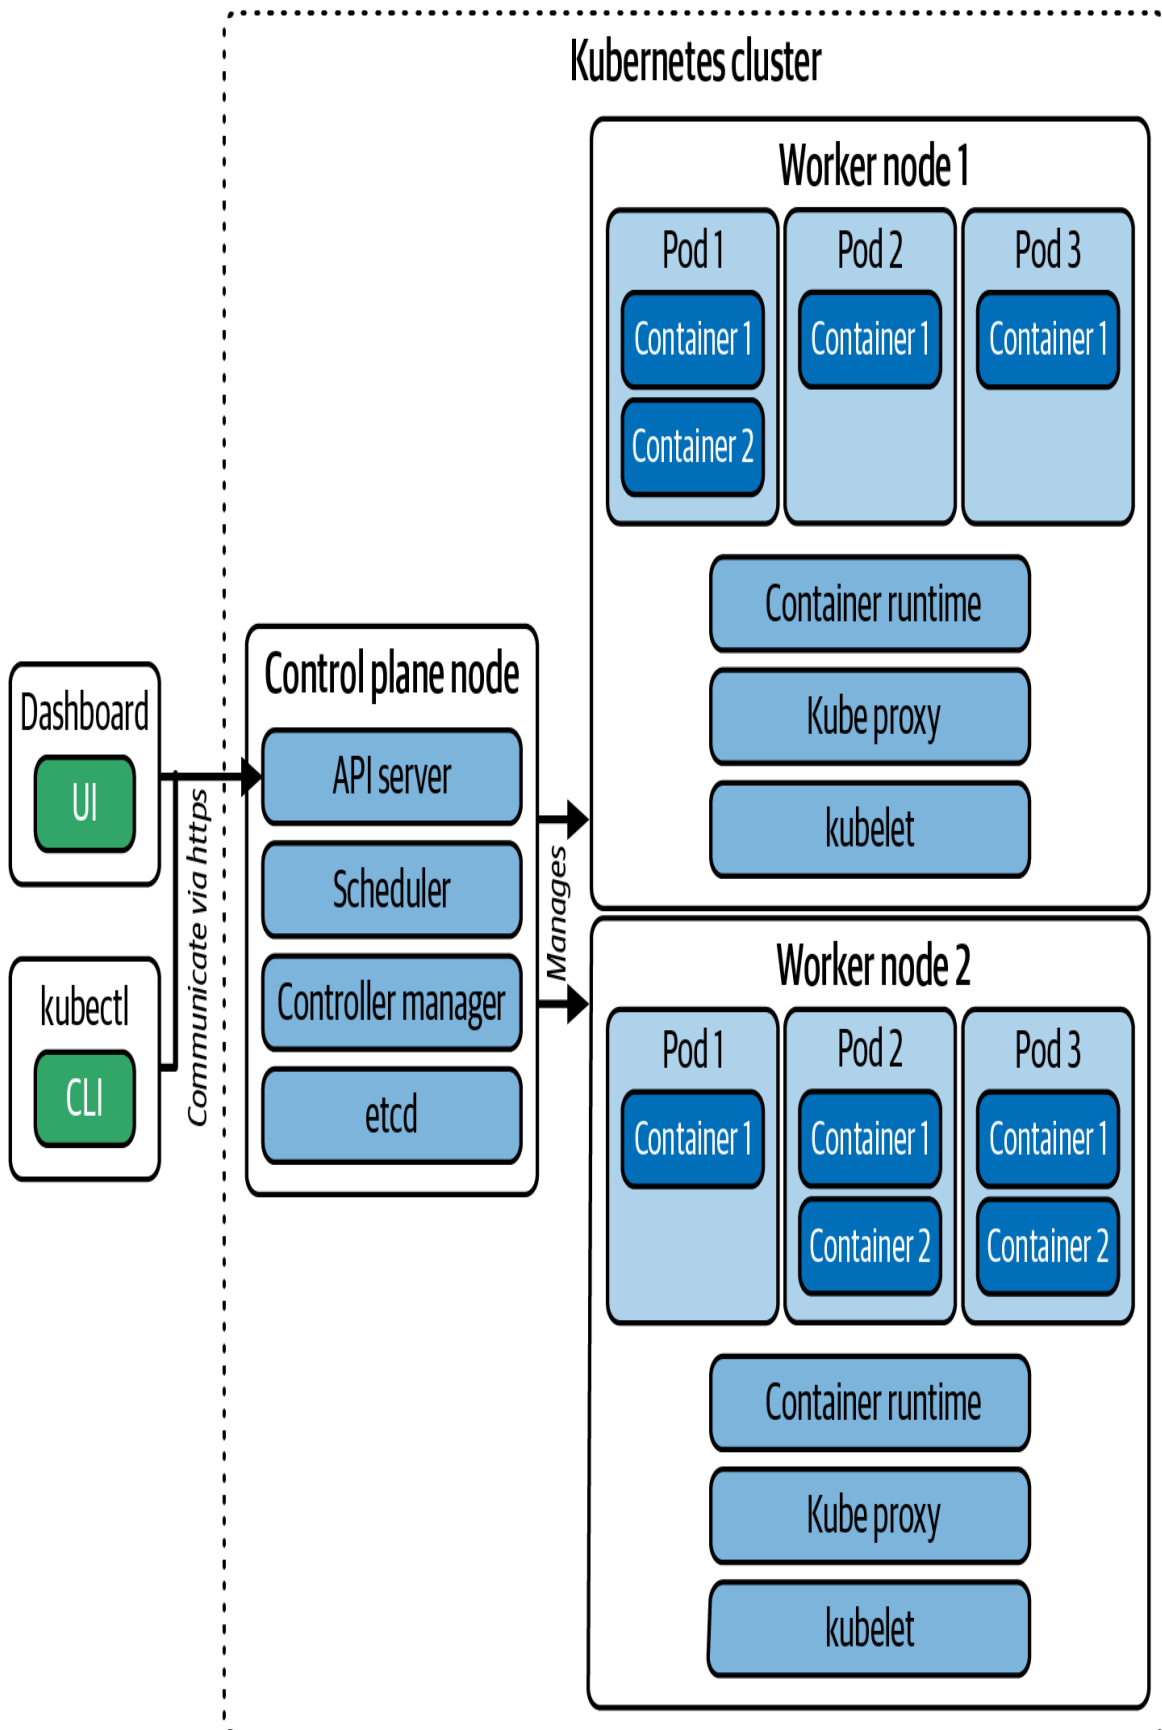 Kubernetes cluster
Dashboard
UI
kubectl
CLI
Communicate via https
Control plane node
API server
Scheduler
Controller manager
etcd
Manages
Worker node 1
Pod 1
Container 1
Container 2
Pod 2
Container 1
Pod 3
Container 1
Container runtime
Kube proxy
kubelet
Worker node 2
Pod 1
Container 1
Pod 2
Container 1
Container 2
Pod 3
Container 1
Container 2
Container runtime
Kube proxy
kubelet